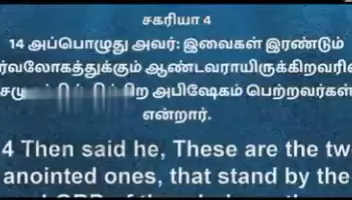 சகரியா 4
14 அப்பொழுது அவர்: இவைகள் இரண்டும்
ர்வலோகத்துக்கும் ஆண்டவராயிருக்கிறவரி
சமு ற அபிஷேகம் பெற்றவர்கள்
என்றார்.
4 Then said he, These are the tw
anointed ones, that stand by the